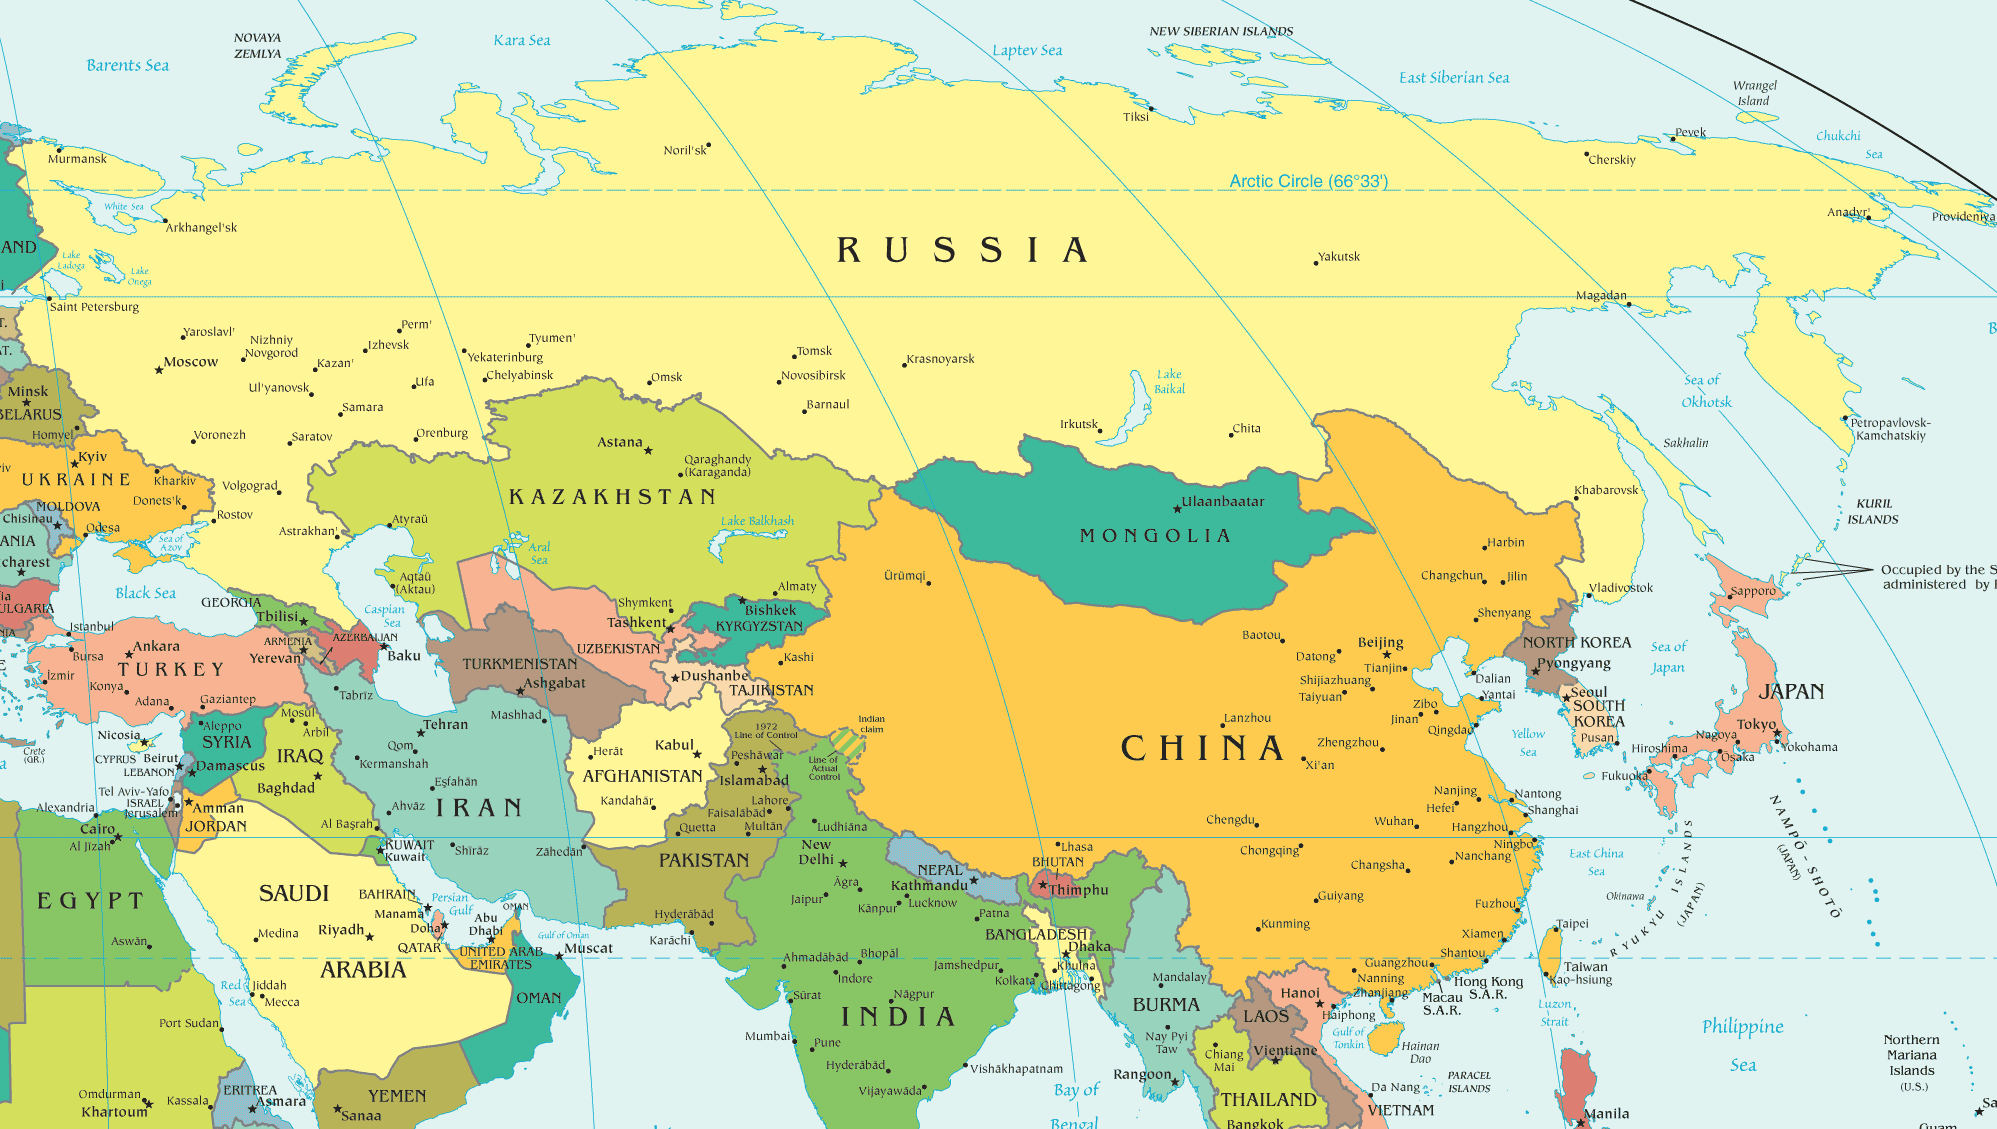 NOVAYA
ZEMLYA
Kara Sea
Barents Sea
Laptev Sea
NEW SIBERIAN ISLANDS
East Siberian Sea
Wrangel
Island
Chukchi
Sea
Tiksi
Pevek
Cherskiy
Noril'sk
Murmansk
Arctic Circle (66°33')
White Sea
Arkhangel'sk
Anadyr'
Provideniya
AND
Lake
Ladoga
Lake
Onega
RUSSIA
Yakutsk
Magadan
Saint Petersburg
Yaroslavl'
Nizhniy
Novgorod
Perm'
Izhevsk
Tyumen'
Yekaterinburg
Tomsk
Krasnoyarsk
T.
AT.
Moscow
Kazan'
Ul'yanovsk
Ufa
Chelyabinsk
Omsk
Novosibirsk
Barnaul
Lake
Baikal
Sea of
Okhotsk
Minsk
BELARUS
Homyel'
Samara
Voronezh
Saratov
Orenburg
Astana
Irkutsk
Chita
Petropavlovsk-
Kamchatskiy
Sakhalin
Kyiv
UKRAINE
Kharkiv
Donets'k
Volgograd
Rostov
Astrakhan'
Qaraghandy
(Karaganda)
KAZAKHSTAN
Atyraū
Lake Balkhash
Aral
Sea
Ulaanbaatar
MONGOLIA
Khabarovsk
KURIL
ISLANDS
MOLDOVA
Chisinau
Odesa
Sea of
Azov
ANIA
charest
Aqtaū
(Aktau)
Ürümqi
Almaty
Harbin
Changchun
Jilin
Vladivostok
Occupied by the S
administered by
Black Sea
GEORGIA
Tbilisi
Caspian
Sea
Shymkent
Tashkent
Bishkek
KYRGYZSTAN
Shenyang
Sapporo
fia
ULGARIA
Istanbul
Bursa
Ankara
TURKEY
İzmir
Konya
Adana
Gaziantep
ARMENIA
Yerevan
AZERBAIJAN
Baku
Tabrīz
TURKMENISTAN
Ashgabat
UZBEKISTAN
Dushanbe
TAJIKISTAN
Kashi
Baotou
Datong
Beijing
Tianjin
Shijiazhuang
Taiyuan
Dalian
Yantai
Zibo
Jinan
Qingdao
NORTH KOREA
Pyongyang
Seoul
SOUTH
KOREA
Pusan
Sea of
Japan
JAPAN
Tokyo
Nagoya
Yokohama
Ōsaka
Hiroshima
Fukuoka
Yellow
Sea
Crete
(GR.)
Nicosia
CYPRUS
Beirut
LEBANON
Aleppo
SYRIA
Damascus
Mosul
Arbil
IRAQ
Baghdad
Tehran
Qom
Kermanshah
Mashhad
Eşfahān
IRAN
Ahvāz
Herāt
Kabul
AFGHANISTAN
Kandahār
1972
Line of Control
Indian
claim
Line of
Actual
Control
Peshāwar
Islamabad
Lahore
Faisalābād
Multān
Quetta
Ludhiāna
Lanzhou
CHINA
Zhengzhou
Xi'an
Tel Aviv-Yafo
ISRAEL
Jerusalem
Amman
JORDAN
Alexandria
Cairo
Al Jīzah
Al Başrah
KUWAIT
Kuwait
Shīrāz
Zāhedān
PAKISTAN
New
Delhi
NEPAL
Kathmandu
Lhasa
BHUTAN
Thimphu
Chengdu
Chongqing
Nanjing
Hefei
Wuhan
Nantong
Shanghai
Hangzhou
Ningbo
Nanchang
Changsha
East China
Sea
NAMPŌ-SHOTŌ
(JAPAN)
EGYPT
Aswān
SAUDI
ARABIA
BAHRAIN
Manama
Persian
Gulf
Doha
QATAR
Abu
Dhabi
OMAN
UNITED ARAB
EMIRATES
Gulf of Oman
Muscat
OMAN
Riyadh
Medina
Red
Sea
Jiddah
Mecca
Hyderābād
Karāchi
Āgra
Jaipur
Kānpur
Lucknow
Patna
BANGLADESH
Dhaka
Khulna
Chittagong
Guiyang
Kunming
Fuzhou
Xiamen
Shantou
Guangzhou
Nanning
Zhanjiang
Hong Kong
S.A.R.
Macau
S.A.R.
Okinawa
RYUKYU ISLANDS
(JAPAN)
Taipei
Taiwan
Kao-hsiung
Luzon
Strait
Ahmadābād
Bhopāl
Indore
Jamshedpur
Kolkata
Sūrat
Nāgpur
INDIA
Mumbai
Pune
Hyderābād
Vijayawāda
Vishākhapatnam
Mandalay
BURMA
Nay Pyi
Taw
Rangoon
LAOS
Hanoi
Haiphong
Gulf of
Tonkin
Hainan
Dao
Chiang
Mai
Vientiane
THAILAND
Bangkok
PARACEL
ISLANDS
Da Nang
VIETNAM
Philippine
Sea
Northern
Mariana
Islands
(U.S.)
Manila
Guam
Sa
Port Sudan
Omdurman
Khartoum
Kassala
ERITREA
Asmara
YEMEN
Sanaa
Bay of
Bengal